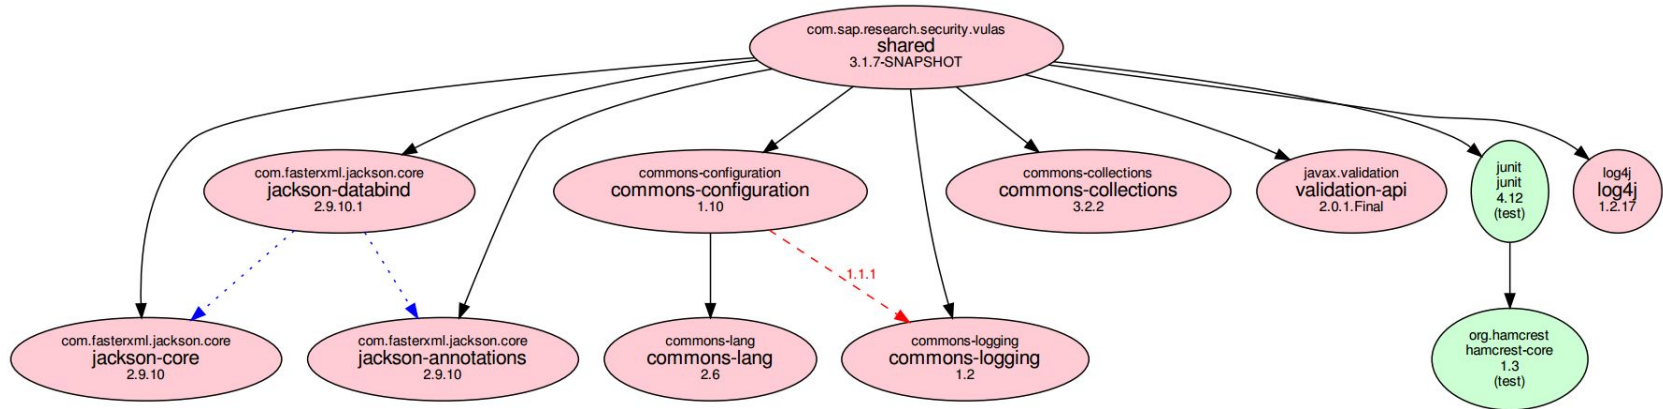 com.sap.research.security.vulas
shared
3.1.7-SNAPSHOT
com.fasterxml.jackson.core
jackson-databind
2.9.10.1
commons-configuration
commons-configuration
1.10
commons-collections
commons-collections
3.2.2
javax.validation
validation-api
2.0.1.Final
junit
junit
4.12
(test)
log4j
log4j
1.2.17
1.1.1
com.fasterxml.jackson.core
jackson-core
2.9.10
com.fasterxml.jackson.core
jackson-annotations
2.9.10
commons-lang
commons-lang
2.6
commons-logging
commons-logging
1.2
org.hamcrest
hamcrest-core
1.3
(test)